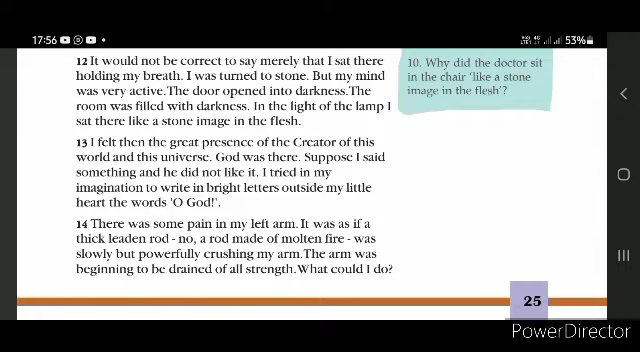 17:56
53%
12 It would not be correct to say merely that I sat there
holding my breath. I was turned to stone. But my mind
was very active.The door opened into darkness.The
room was filled with darkness. In the light of the lamp I
sat there like a stone image in the flesh.
13 I felt then the great presence of the Creator of this
world and this universe. God was there. Suppose I said
something and he did not like it. I tried in my
imagination to write in bright letters outside my little
heart the words 'O God!'.
14 There was some pain in my left arm. It was as if a
thick leaden rod - no, a rod made of molten fire - was
slowly but powerfully crushing my arm.The arm was
beginning to be drained of all strength.What could I do?
10. Why did the doctor sit
in the chair 'like a stone
image in the flesh'?
25
PowerDirector